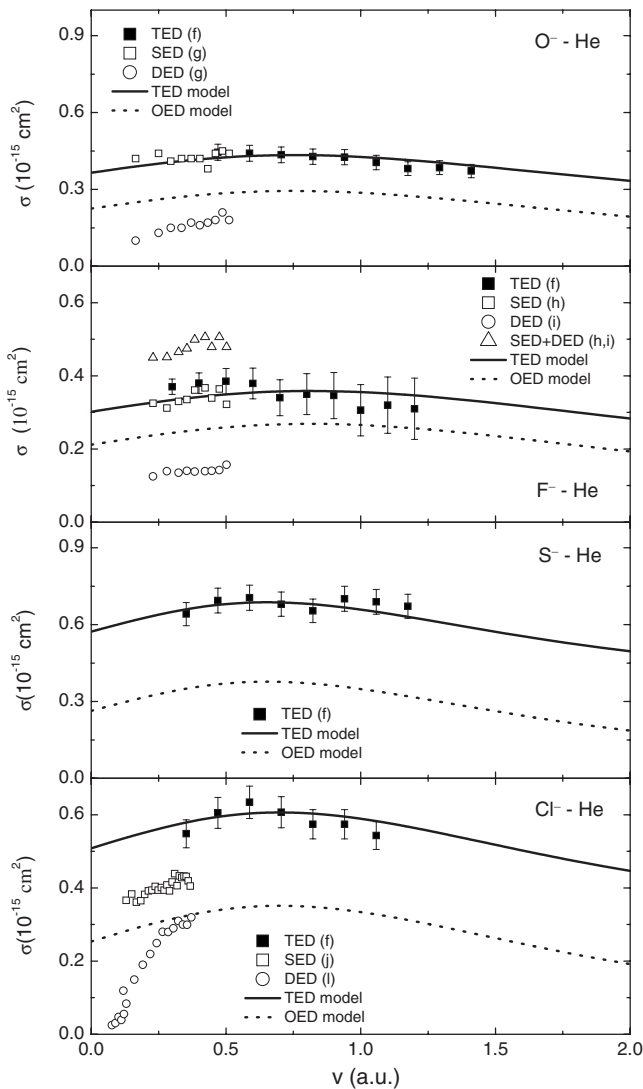 0.9
O⁻ - He
TED (f)
SED (g)
DED (g)
TED model
OED model
0.6
σ (10⁻¹⁵ cm²)
0.3
0.0
0.6
TED (f)
SED (h)
DED (i)
SED+DED (h,i)
TED model
OED model
0.4
σ (10⁻¹⁵ cm²)
0.2
F⁻ - He
0.0
0.9
S⁻ - He
0.6
σ(10⁻¹⁵ cm²)
0.3
TED (f)
TED model
OED model
0.0
0.6
Cl⁻ - He
0.4
σ(10⁻¹⁵ cm²)
0.2
TED (f)
SED (j)
DED (l)
TED model
OED model
0.0
0.0 0.5 1.0 1.5 2.0
v (a.u.)